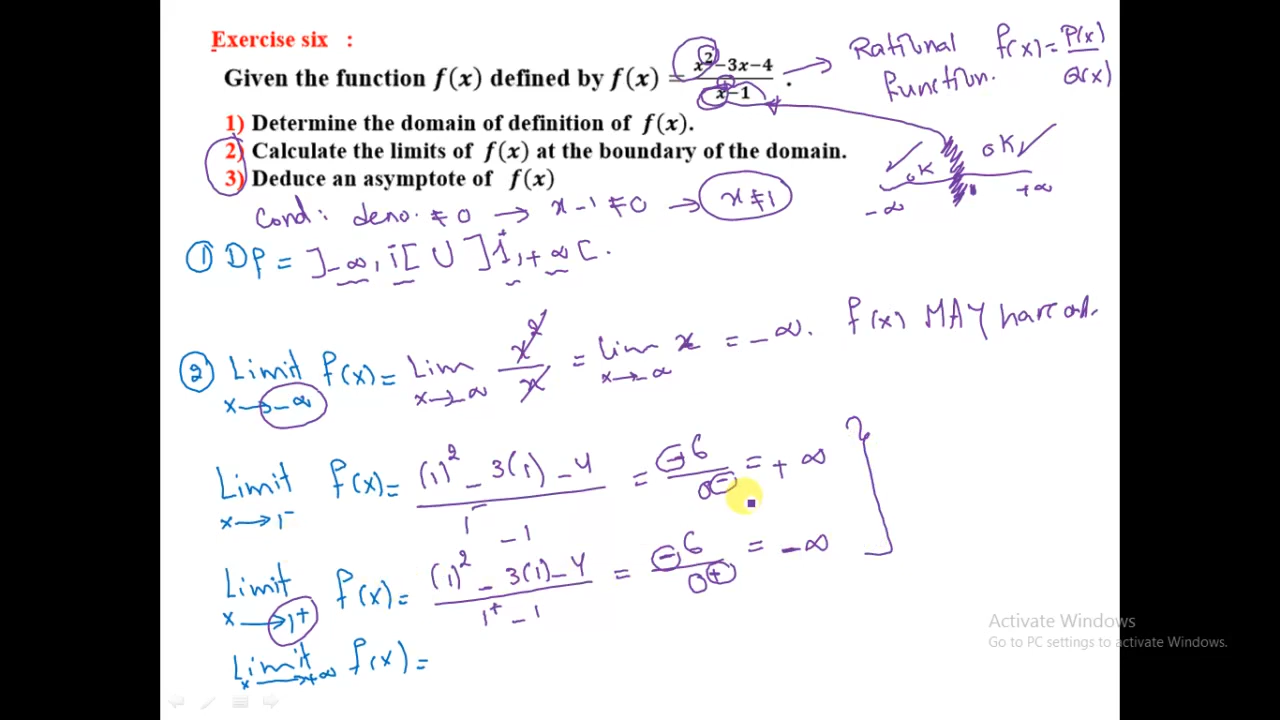 Exercise six :
Given the function f(x) defined by f(x) = x²-3x-4 / x-1 .
Rational Function. f(x) = P(x)/Q(x)
1) Determine the domain of definition of f(x).
2) Calculate the limits of f(x) at the boundary of the domain.
3) Deduce an asymptote of f(x)
oK oK
-∞ +∞
Cond: deno. ≠ 0 → x-1 ≠ 0 → x ≠ 1
① Df = ]-∞, 1[ U ]1, +∞[.
② Limit x→-∞ f(x) = Lim x→-∞ x²/x = lim x→-∞ x = -∞. f(x) MAY have
Limit x→1⁻ f(x) = (1)² - 3(1) - 4 / 1⁻ - 1 = -6/0⁻ = +∞
Limit x→1⁺ f(x) = (1)² - 3(1) - 4 / 1⁺ - 1 = -6/0⁺ = -∞
Limit x→+∞ f(x) =
Activate Windows
Go to PC settings to activate Windows.